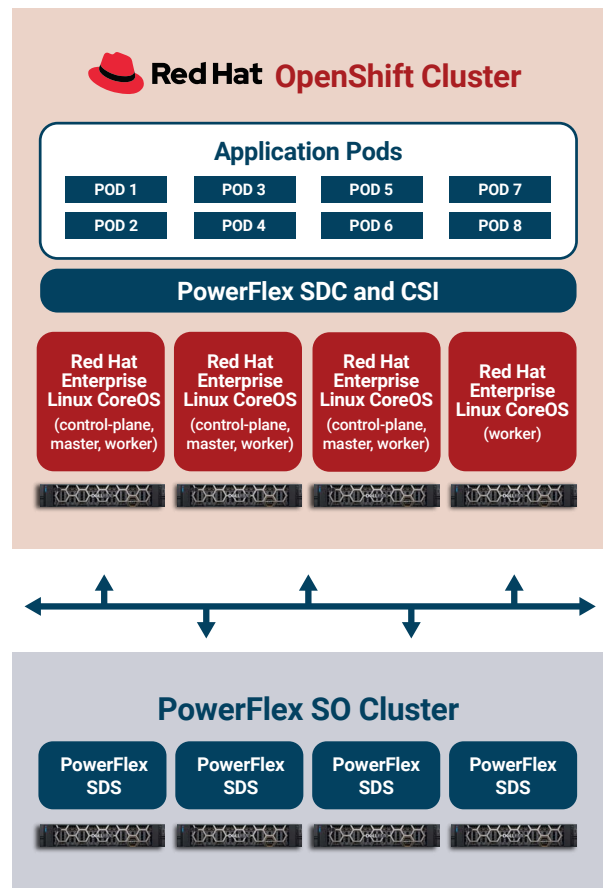 Red Hat OpenShift Cluster
Application Pods
POD 1
POD 3
POD 5
POD 7
POD 2
POD 4
POD 6
POD 8
PowerFlex SDC and CSI
Red Hat
Enterprise
Linux CoreOS
(control-plane,
master, worker)
Red Hat
Enterprise
Linux CoreOS
(control-plane,
master, worker)
Red Hat
Enterprise
Linux CoreOS
(control-plane,
master, worker)
Red Hat
Enterprise
Linux CoreOS
(worker)
PowerFlex SO Cluster
PowerFlex
SDS
PowerFlex
SDS
PowerFlex
SDS
PowerFlex
SDS